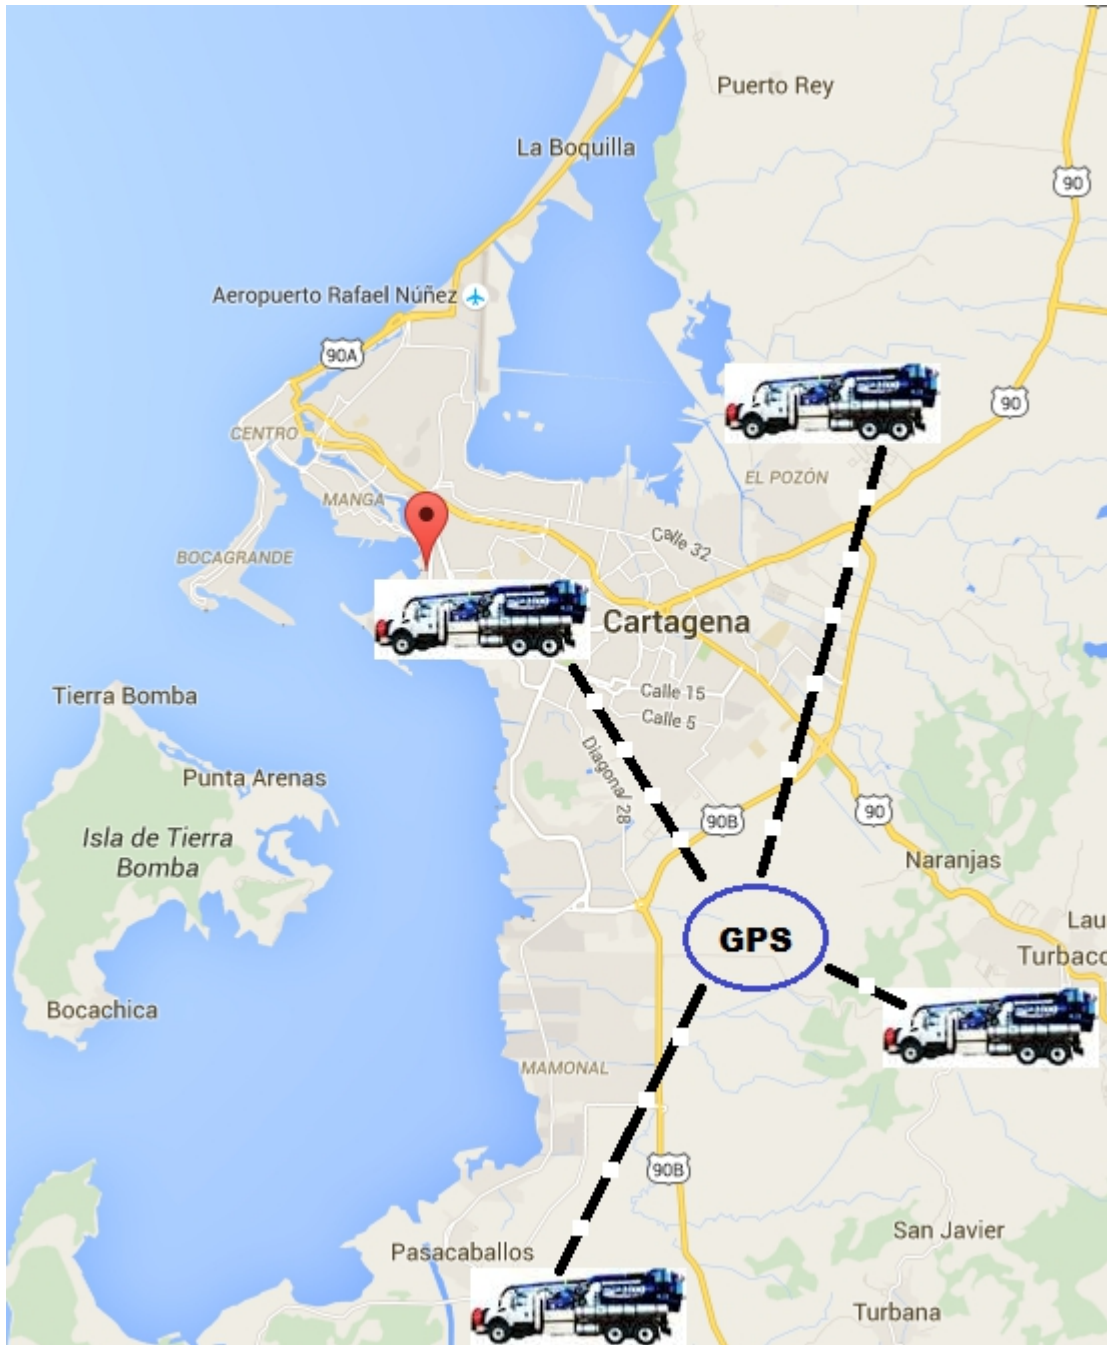 Puerto Rey
La Boquilla
90
Aeropuerto Rafael Núñez
90A
90
CENTRO
EL POZÓN
MANGA
Calle 32
BOCAGRANDE
Cartagena
Tierra Bomba
Calle 15
Calle 5
Diagonal 28
Punta Arenas
90B
90
Isla de Tierra
Bomba
Naranjas
Lau
GPS
Turbaco
Bocachica
MAMONAL
90B
San Javier
Pasacaballos
Turbana